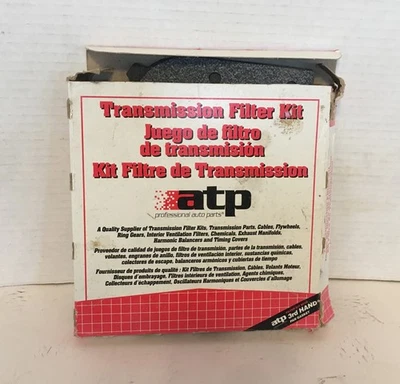 Transmission Filter Kit
Juego de filtro
de transmisión
Kit Filtre de Transmission
atp
professional auto parts
A Quality Supplier of Transmission Filter Kits, Transmission Parts, Cables, Flywheels,
Ring Gears, Interior Ventilation Filters, Chemicals, Exhaust Manifolds,
Harmonic Balancers and Timing Covers
Proveedor de calidad de juegos de filtro de transmisión, partes de la transmisión, cables,
volantes, engranes de anillo, filtros de ventilación interior, sustancias químicas,
colectores de escape, balanceros armónicos y cubiertas de tiempo
Fournisseur de produits de qualité : Kit Filtres de Transmission, Cables, Volants Moteur,
Disques d'embrayage, Filtres intérieurs de ventilation, Agents chimiques,
Collecteurs d'échappement, Oscillateurs Harmoniques et Couvercles d'allumage
atp 3rd HAND